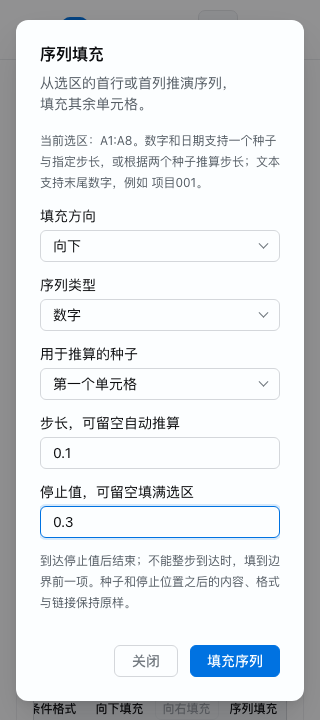 序列填充
从选区的首行或首列推演序列，
填充其余单元格。
当前选区：A1:A8。数字和日期支持一个种子
与指定步长，或根据两个种子推算步长；文本
支持末尾数字，例如 项目001。
填充方向
向下
序列类型
数字
用于推算的种子
第一个单元格
步长，可留空自动推算
0.1
停止值，可留空填满选区
0.3
到达停止值后结束；不能整步到达时，填到边
界前一项。种子和停止位置之后的内容、格式
与链接保持原样。
关闭 填充序列
条件格式 向下填充 向右填充 序列填充